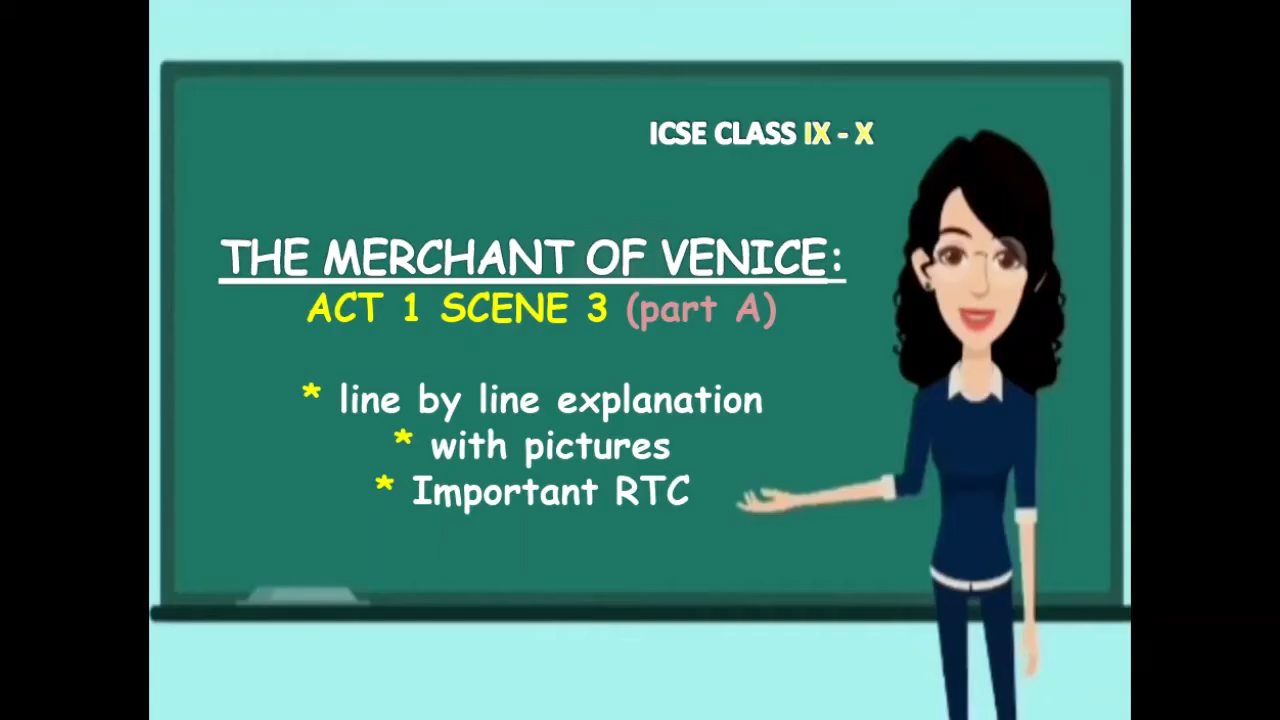 ICSE CLASS IX - X
THE MERCHANT OF VENICE:
ACT 1 SCENE 3 (part A)
* line by line explanation
* with pictures
* Important RTC